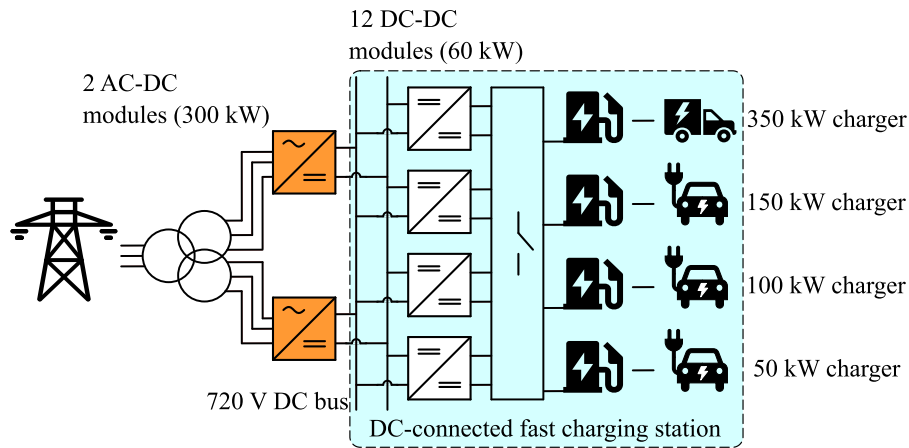 12 DC-DC
modules (60 kW)
2 AC-DC
modules (300 kW)
350 kW charger
150 kW charger
100 kW charger
50 kW charger
720 V DC bus
DC-connected fast charging station